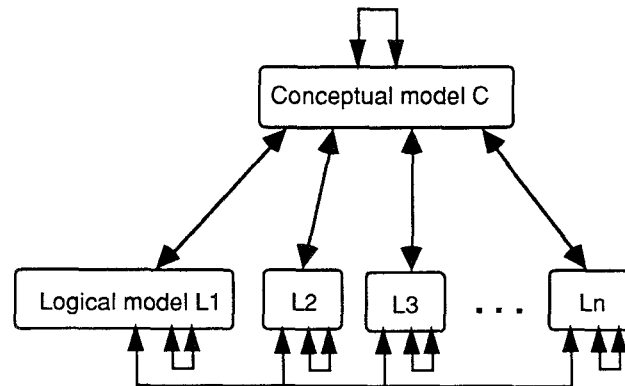 Conceptual model C
Logical model L1
L2
L3
. . .
Ln